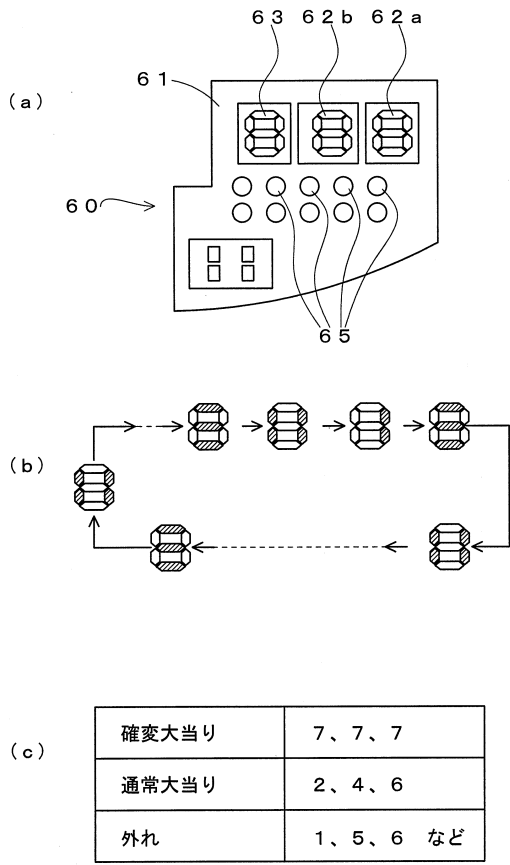 ６３
６２ｂ
６２ａ
６１
（ａ）
６０
６５
（ｂ）
（ｃ）
確変大当り　７、７、７
通常大当り　２、４、６
外れ　１、５、６　など